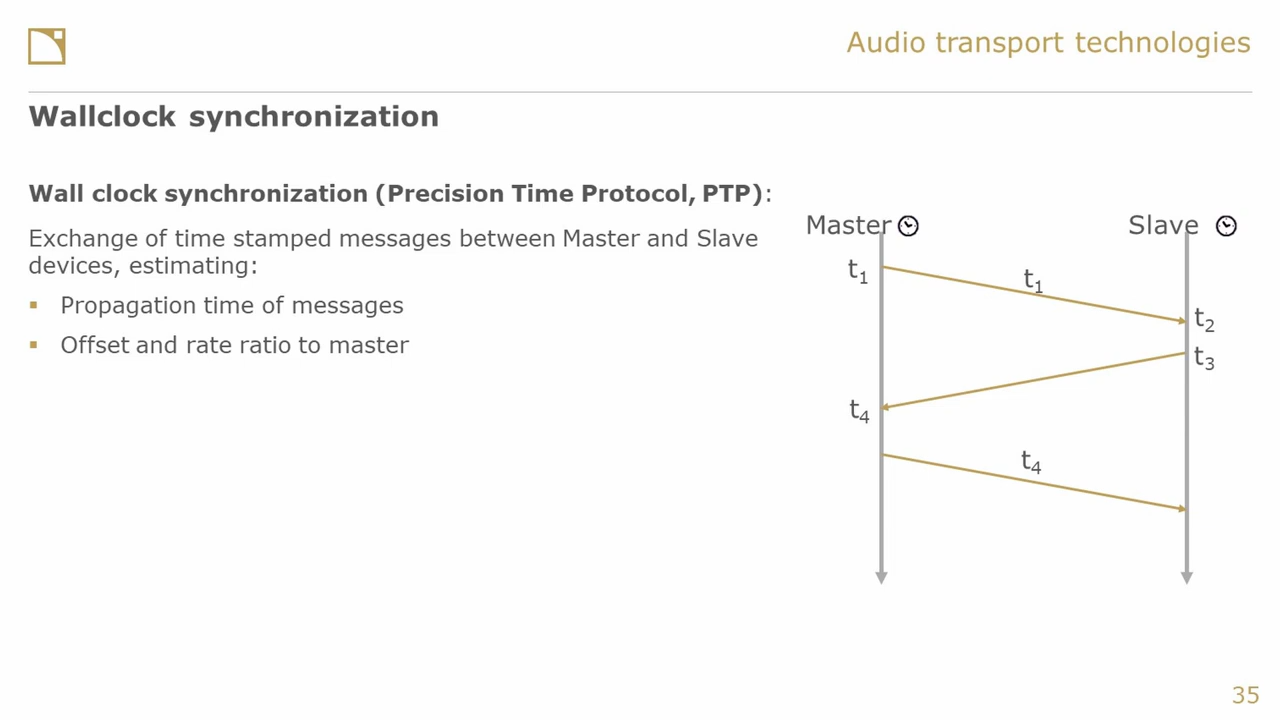 Audio transport technologies
Wallclock synchronization
Wall clock synchronization (Precision Time Protocol, PTP):
Exchange of time stamped messages between Master and Slave
devices, estimating:
▪ Propagation time of messages
▪ Offset and rate ratio to master
Master
Slave
t₁
t₁
t₂
t₃
t₄
t₄
35